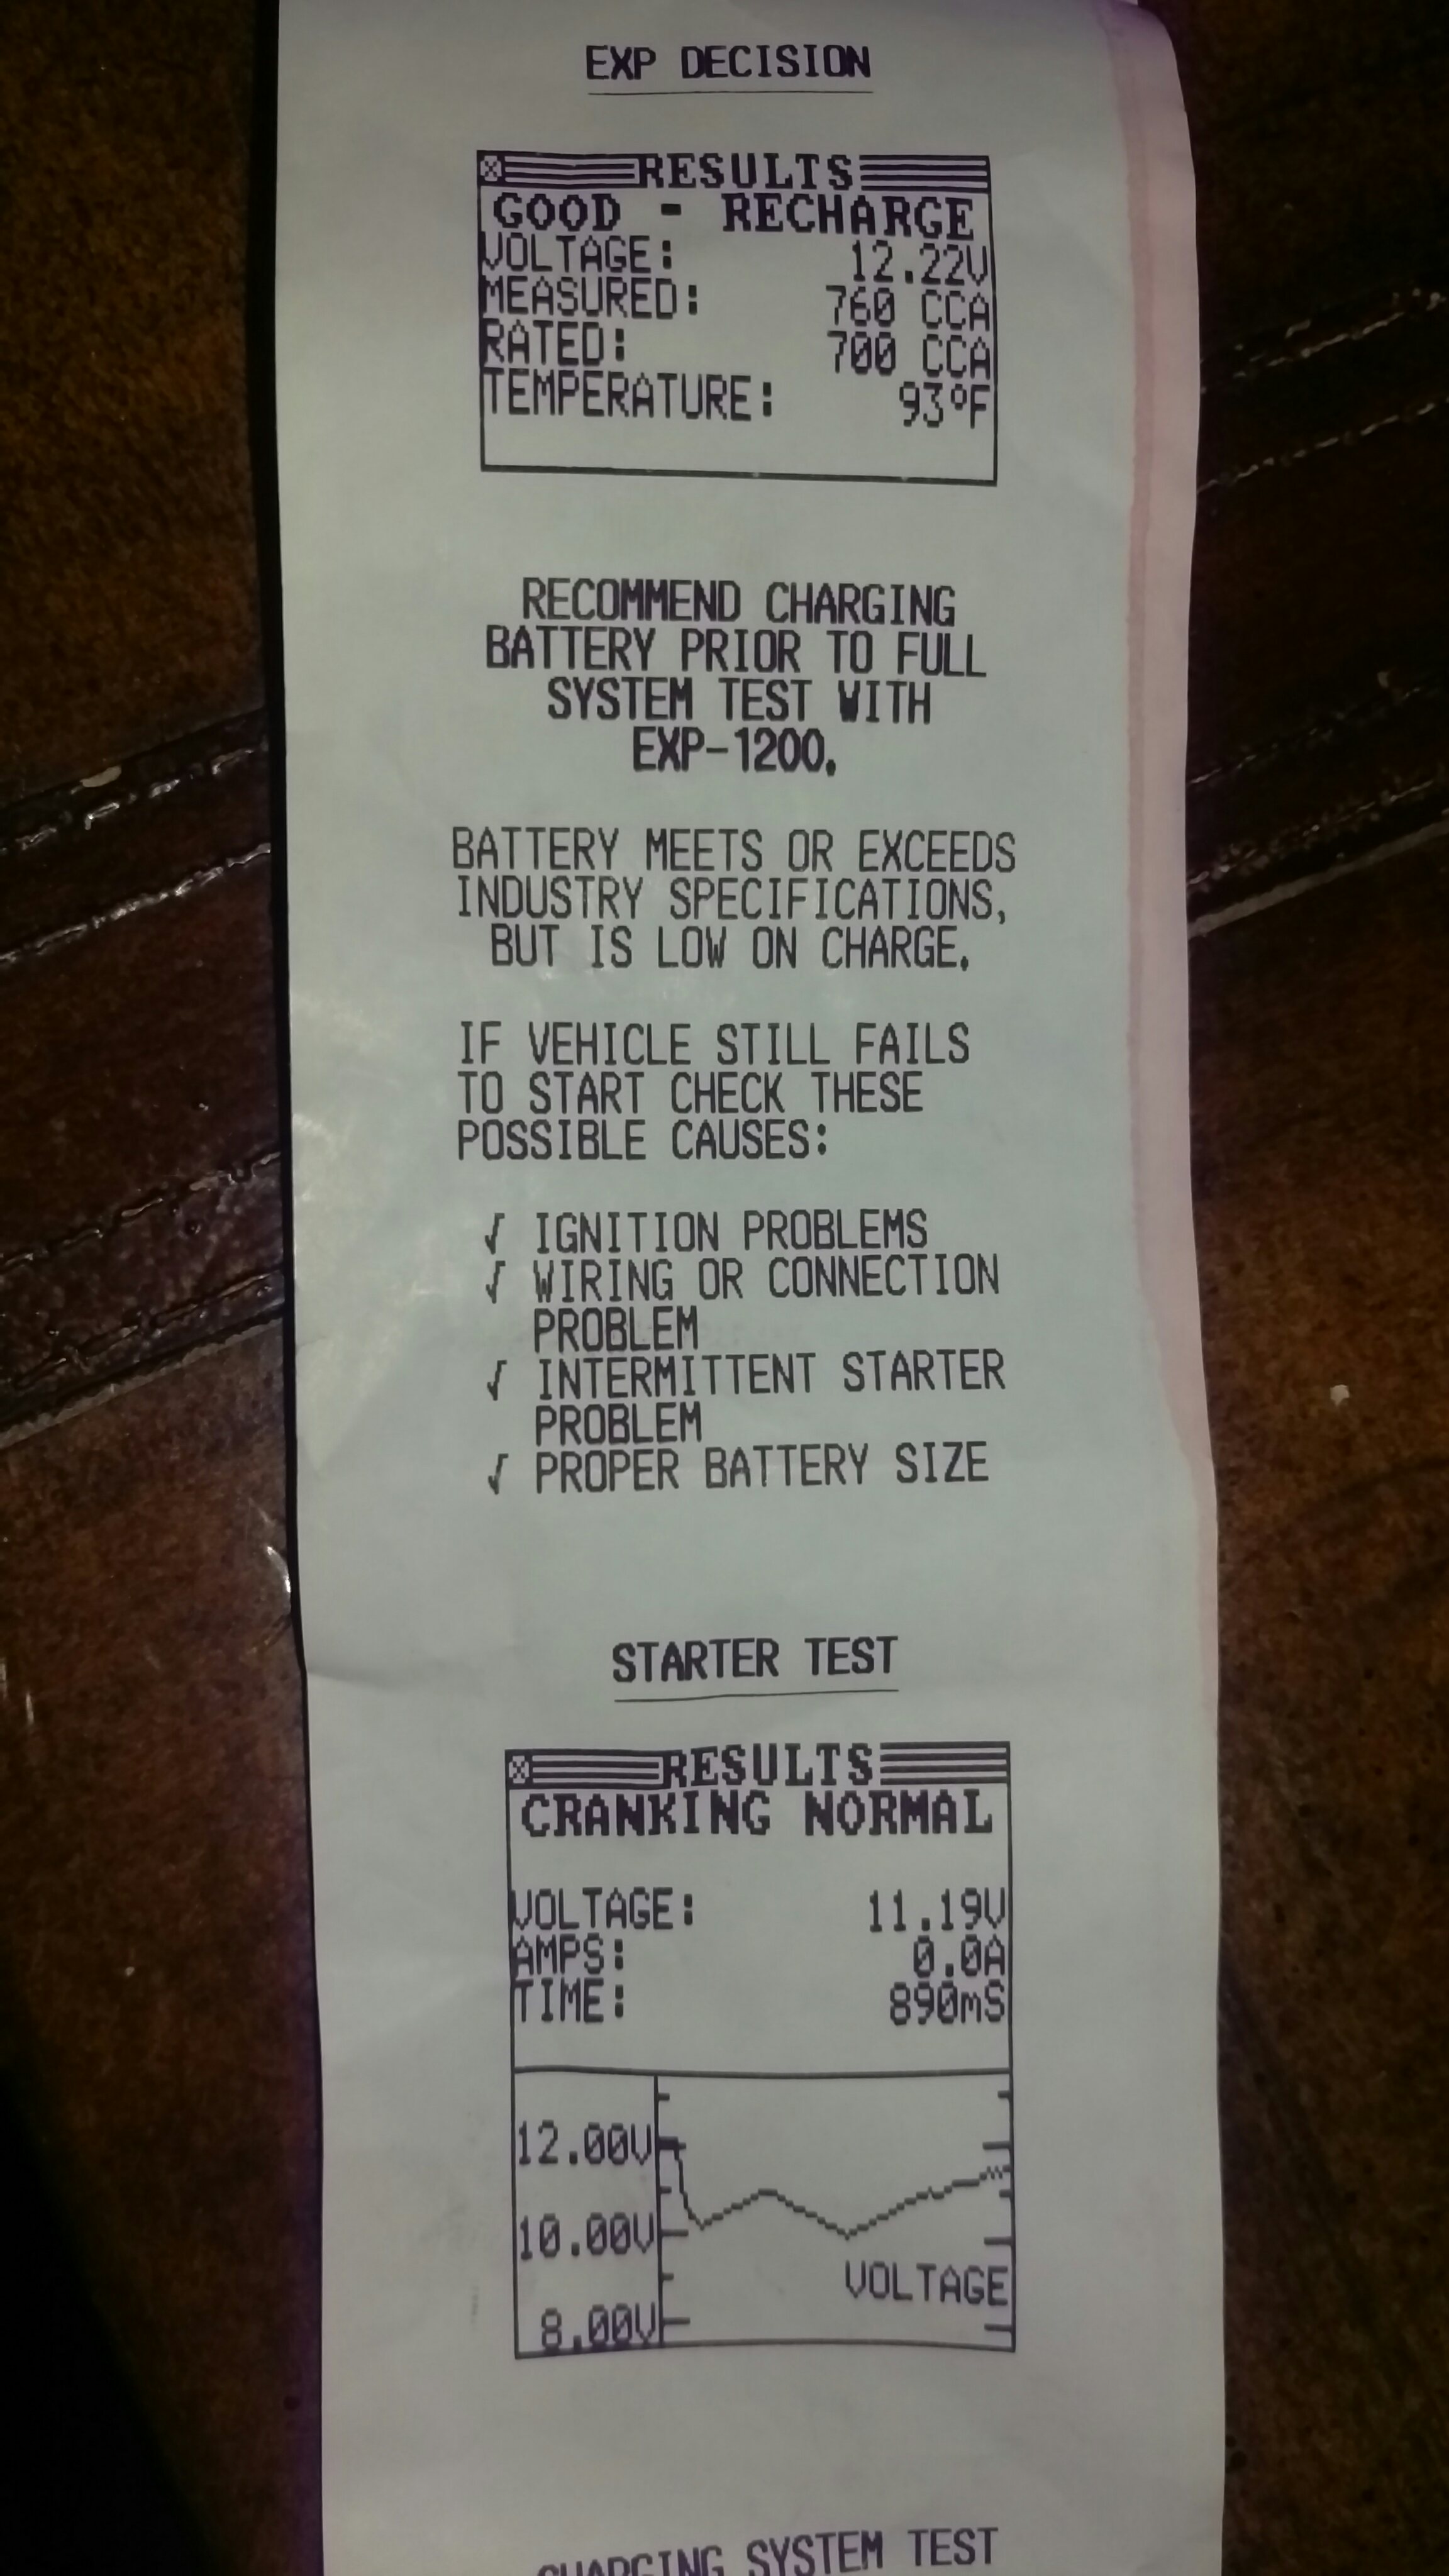 EXP DECISION
RESULTS
GOOD - RECHARGE
VOLTAGE: 12.22V
MEASURED: 760 CCA
RATED: 700 CCA
TEMPERATURE: 93°F
RECOMMEND CHARGING
BATTERY PRIOR TO FULL
SYSTEM TEST WITH
EXP-1200.
BATTERY MEETS OR EXCEEDS
INDUSTRY SPECIFICATIONS,
BUT IS LOW ON CHARGE.
IF VEHICLE STILL FAILS
TO START CHECK THESE
POSSIBLE CAUSES:
√ IGNITION PROBLEMS
√ WIRING OR CONNECTION
PROBLEM
√ INTERMITTENT STARTER
PROBLEM
√ PROPER BATTERY SIZE
STARTER TEST
RESULTS
CRANKING NORMAL
VOLTAGE: 11.19V
AMPS: 0.0A
TIME: 890mS
12.00V
10.00V
VOLTAGE
8.00V
CHARGING SYSTEM TEST